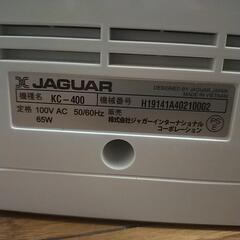 JAGUAR
DESIGNED BY JAGUAR JAPAN
MADE IN VIETNAM
機種名 KC-400 機械番号 H19141A40210002
定格 100V AC 50/60Hz 販売
65W 株式会社ジャガーインターナショナル
コーポレーション
PSE